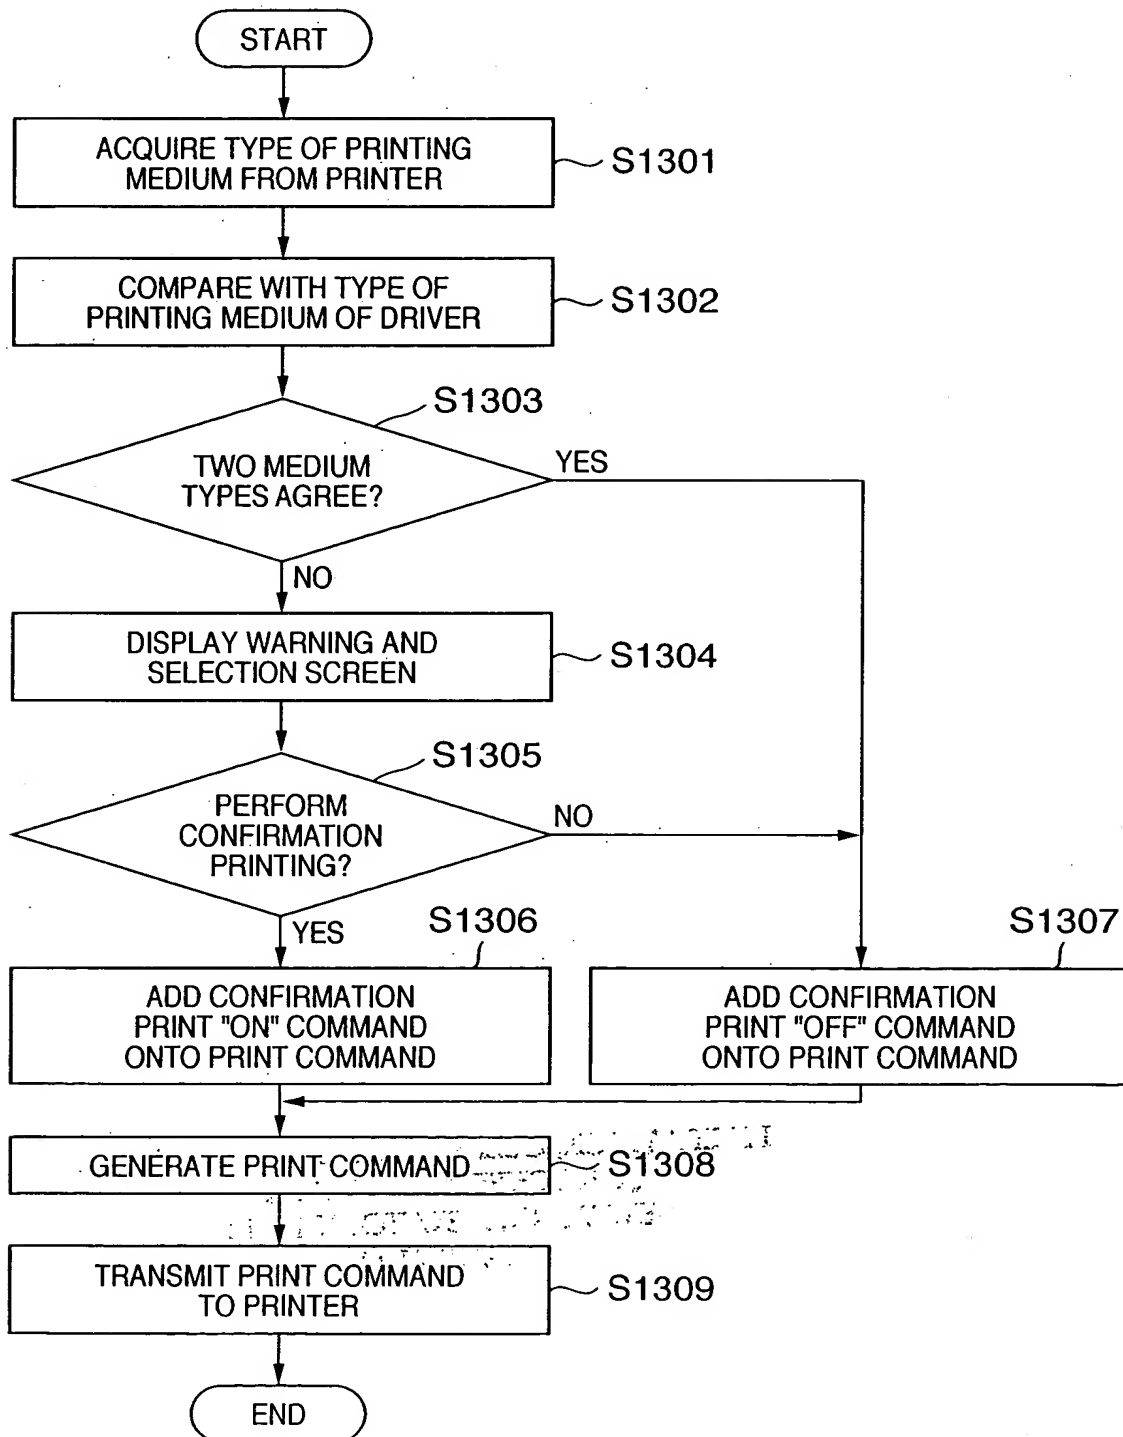 START
ACQUIRE TYPE OF PRINTING
MEDIUM FROM PRINTER
S1301
COMPARE WITH TYPE OF
PRINTING MEDIUM OF DRIVER
S1302
S1303
TWO MEDIUM
TYPES AGREE?
YES
NO
DISPLAY WARNING AND
SELECTION SCREEN
S1304
S1305
PERFORM
CONFIRMATION
PRINTING?
NO
YES
S1306
S1307
ADD CONFIRMATION
PRINT "ON" COMMAND
ONTO PRINT COMMAND
ADD CONFIRMATION
PRINT "OFF" COMMAND
ONTO PRINT COMMAND
GENERATE PRINT COMMAND
S1308
TRANSMIT PRINT COMMAND
TO PRINTER
S1309
END